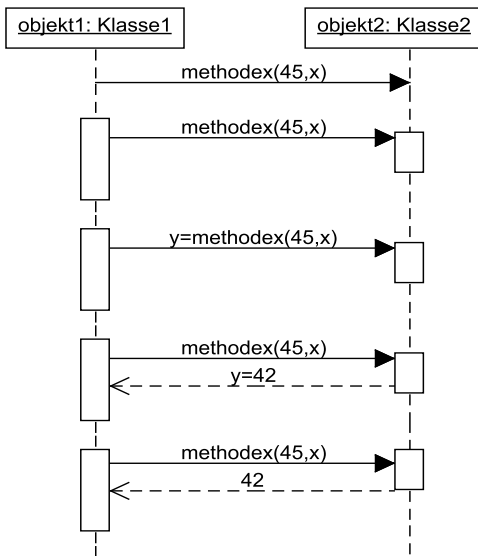 objekt1: Klasse1
objekt2: Klasse2
methodex(45,x)
methodex(45,x)
y=methodex(45,x)
methodex(45,x)
y=42
methodex(45,x)
42